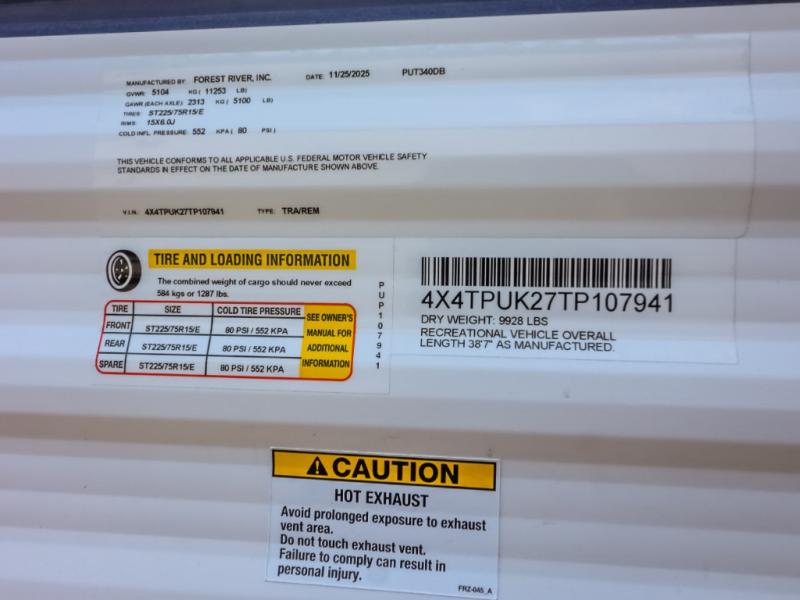 MANUFACTURED BY: FOREST RIVER, INC. DATE: 11/25/2025 PUT340DB
GVWR: 5104 KG ( 11253 LB)
GAWR (EACH AXLE) 2313 KG ( 5100 LB)
TIRES: ST225/75R15/E
RIMS: 15X6.0J
COLD INFL. PRESSURE: 552 KPA ( 80 PSI )
THIS VEHICLE CONFORMS TO ALL APPLICABLE U.S. FEDERAL MOTOR VEHICLE SAFETY
STANDARDS IN EFFECT ON THE DATE OF MANUFACTURE SHOWN ABOVE.
V.I.N. 4X4TPUK27TP107941 TYPE: TRA/REM
TIRE AND LOADING INFORMATION
The combined weight of cargo should never exceed
584 kgs or 1287 lbs.
TIRE SIZE COLD TIRE PRESSURE
FRONT ST225/75R15/E 80 PSI / 552 KPA
REAR ST225/75R15/E 80 PSI / 552 KPA
SPARE ST225/75R15/E 80 PSI / 552 KPA
SEE OWNER'S
MANUAL FOR
ADDITIONAL
INFORMATION
PUP107941
4X4TPUK27TP107941
DRY WEIGHT: 9928 LBS
RECREATIONAL VEHICLE OVERALL
LENGTH 38'7" AS MANUFACTURED.
CAUTION
HOT EXHAUST
Avoid prolonged exposure to exhaust
vent area.
Do not touch exhaust vent.
Failure to comply can result in
personal injury.
FRZ-045_A